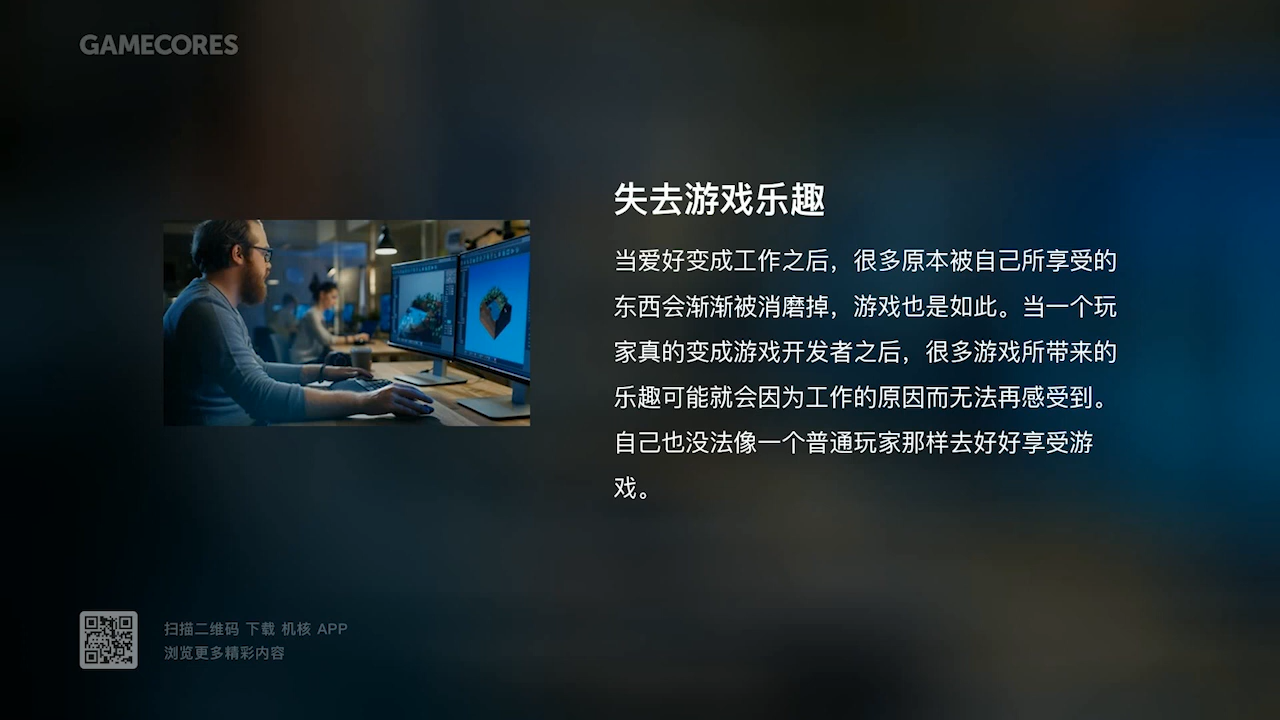 GAMECORES
失去游戏乐趣
当爱好变成工作之后，很多原本被自己所享受的
东西会渐渐被消磨掉，游戏也是如此。当一个玩
家真的变成游戏开发者之后，很多游戏所带来的
乐趣可能就会因为工作的原因而无法再感受到。
自己也没法像一个普通玩家那样去好好享受游
戏。
扫描二维码 下载 机核 APP
浏览更多精彩内容